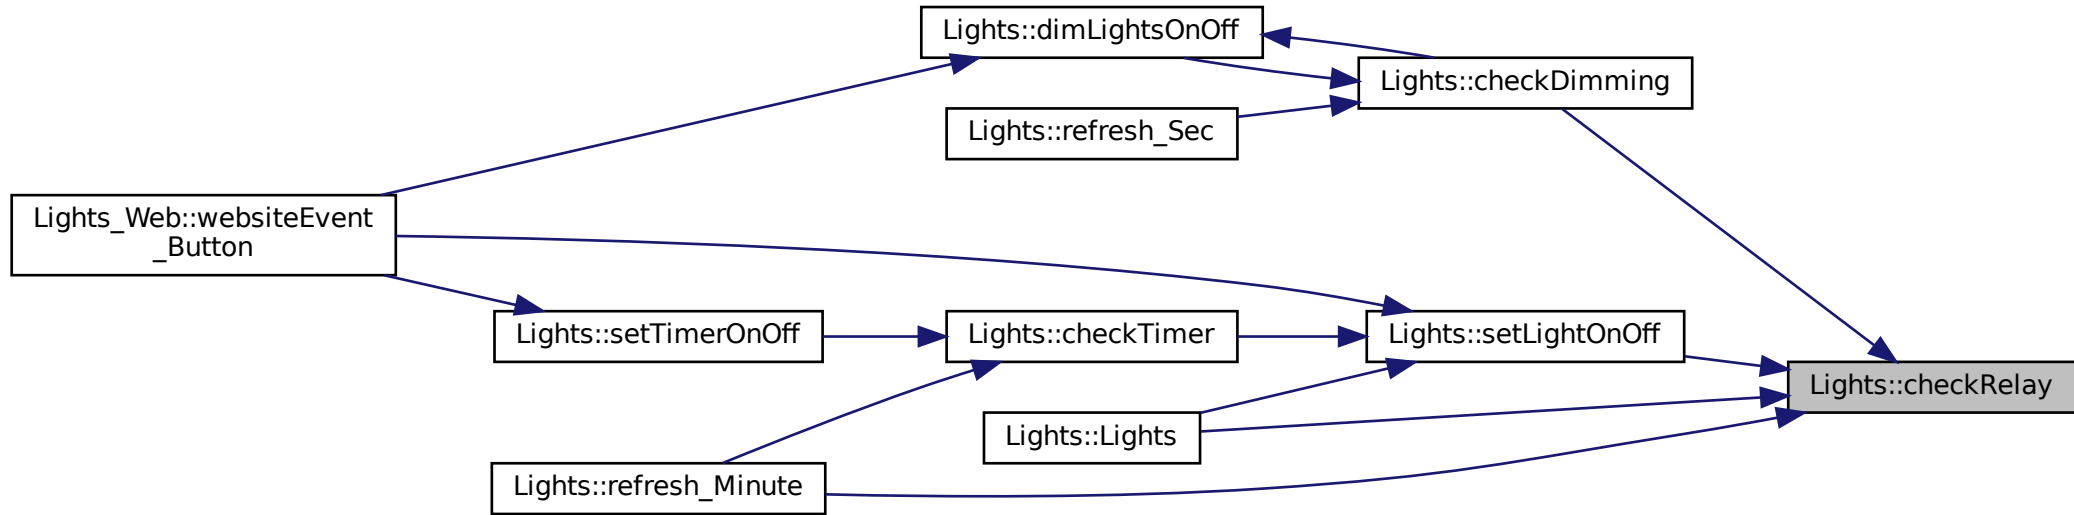 Lights::dimLightsOnOff
Lights::checkDimming
Lights::refresh_Sec
Lights_Web::websiteEvent
_Button
Lights::setTimerOnOff
Lights::checkTimer
Lights::setLightOnOff
Lights::checkRelay
Lights::Lights
Lights::refresh_Minute